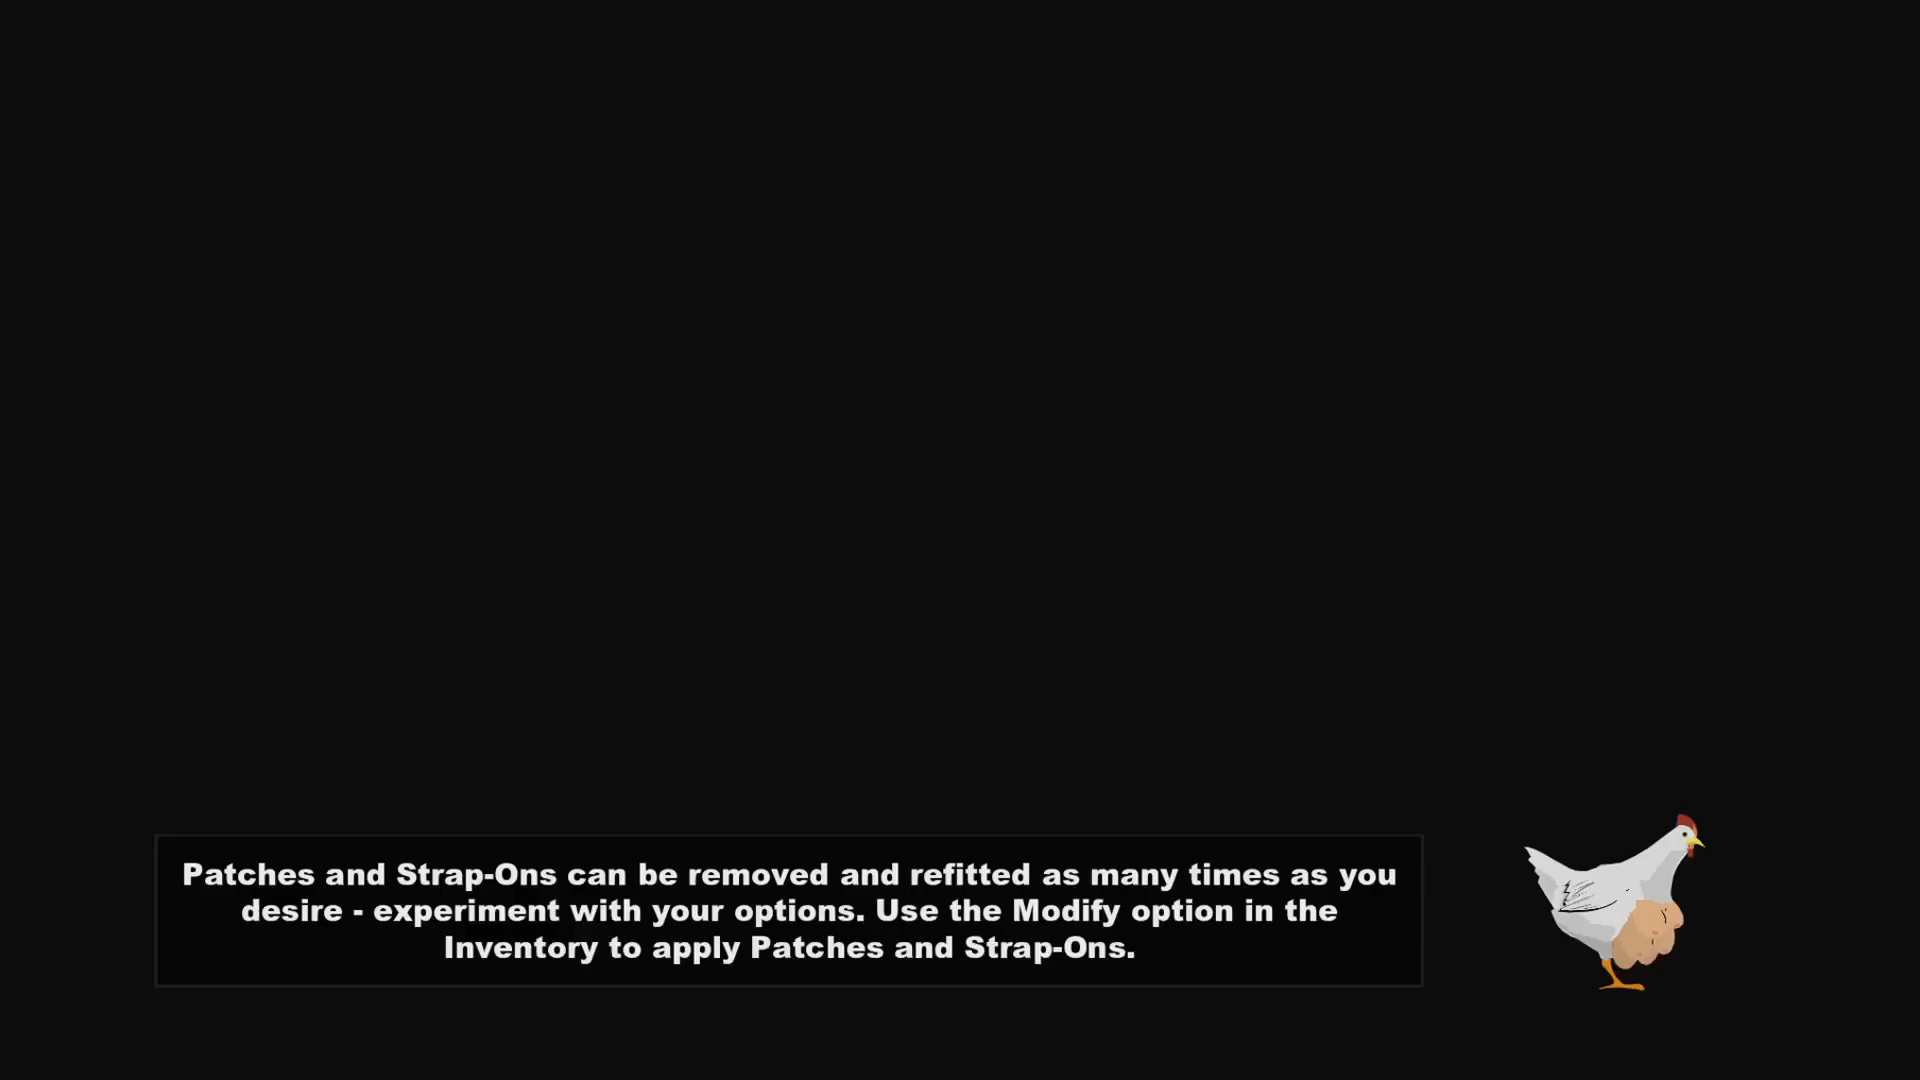 Patches and Strap-Ons can be removed and refitted as many times as you
desire - experiment with your options. Use the Modify option in the
Inventory to apply Patches and Strap-Ons.